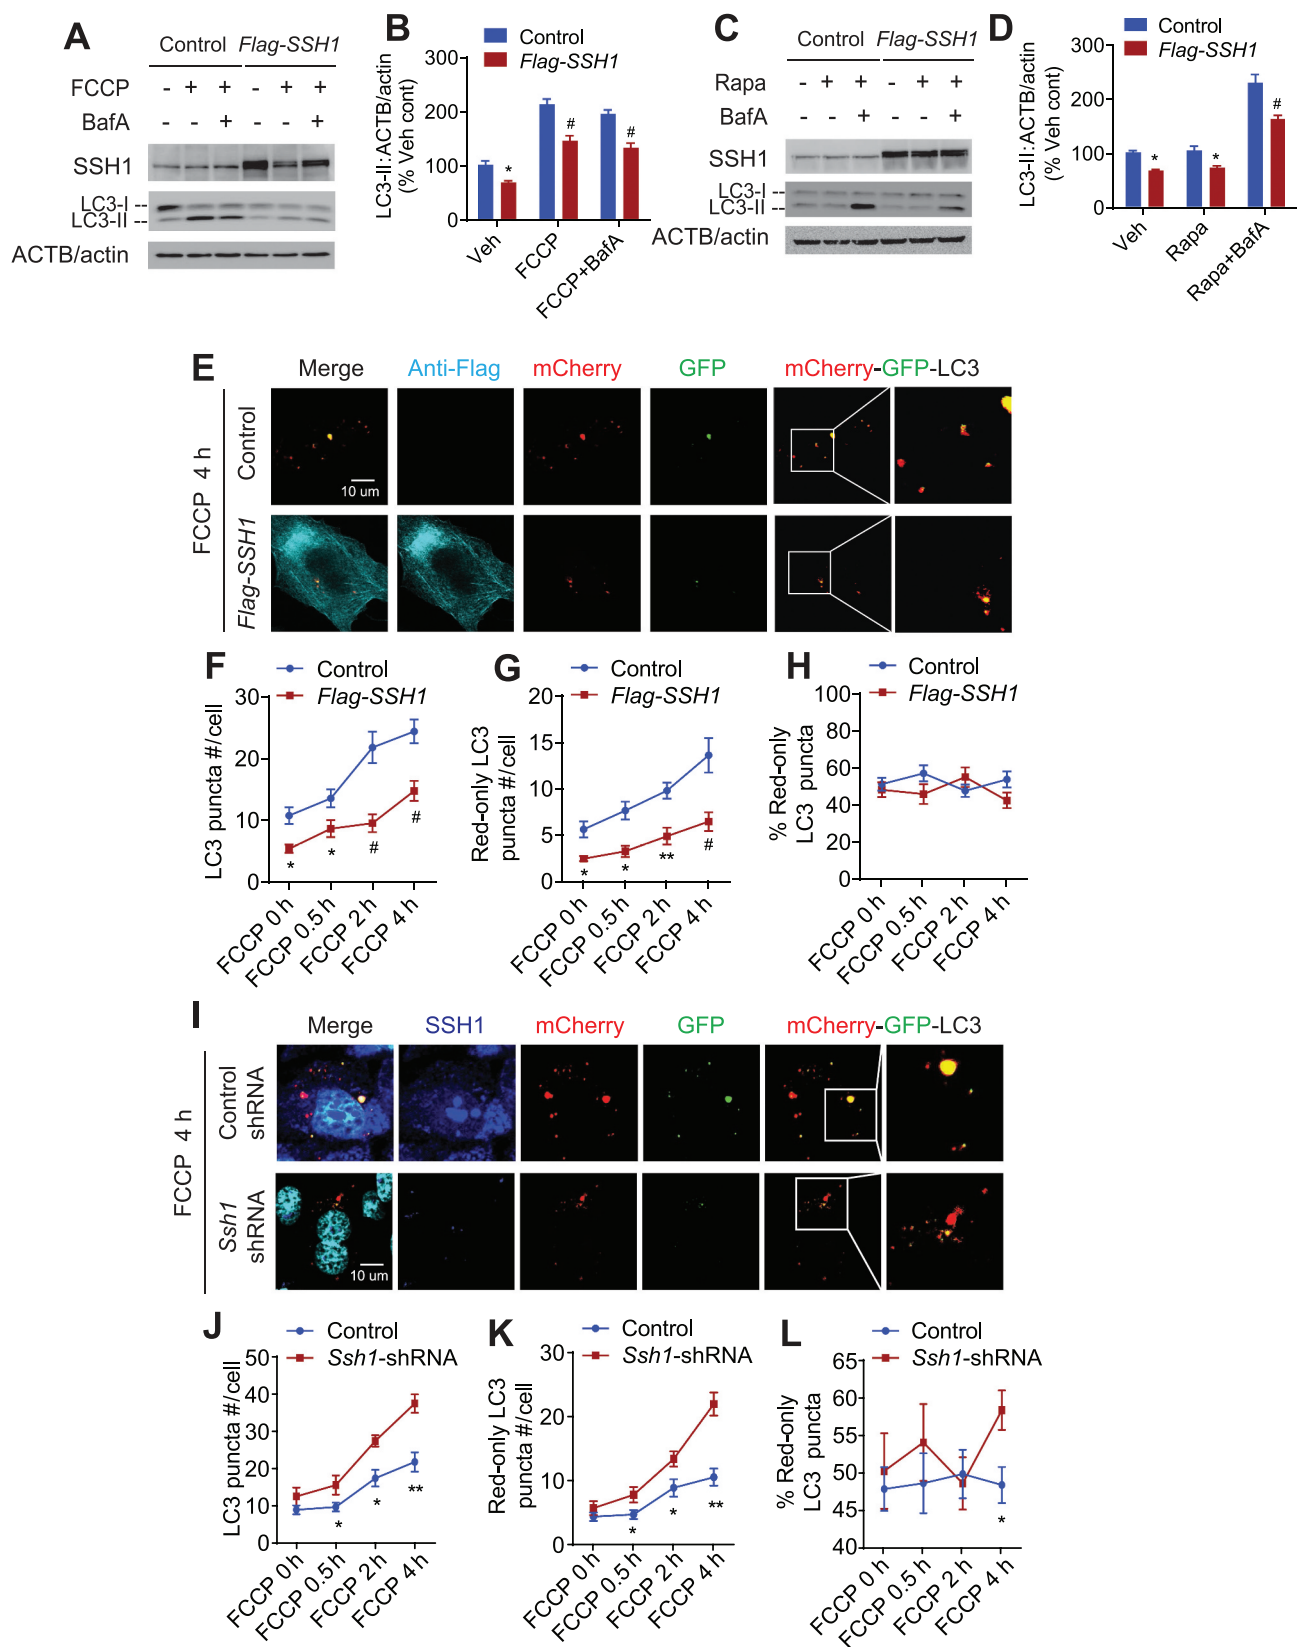 A
Control Flag-SSH1
FCCP - + + - + +
BafA - - + - - +
SSH1
LC3-I
LC3-II
ACTB/actin
B
Control
Flag-SSH1
LC3-II:ACTB/actin
(% Veh cont)
300
200
100
0
Veh
FCCP
FCCP+BafA
*
#
#
C
Control Flag-SSH1
Rapa - + + - + +
BafA - - + - - +
SSH1
LC3-I
LC3-II
ACTB/actin
D
Control
Flag-SSH1
LC3-II:ACTB/actin
(% Veh cont)
300
200
100
0
Veh
Rapa
Rapa+BafA
*
*
#
E
Merge Anti-Flag mCherry GFP mCherry-GFP-LC3
FCCP 4 h
Control
10 um
Flag-SSH1
F
Control
Flag-SSH1
LC3 puncta #/cell
30
20
10
0
*
*
#
#
FCCP 0 h
FCCP 0.5 h
FCCP 2 h
FCCP 4 h
G
Control
Flag-SSH1
Red-only LC3
puncta #/cell
20
15
10
5
0
*
*
**
#
FCCP 0 h
FCCP 0.5 h
FCCP 2 h
FCCP 4 h
H
Control
Flag-SSH1
% Red-only
LC3 puncta
100
80
60
40
20
0
FCCP 0 h
FCCP 0.5 h
FCCP 2 h
FCCP 4 h
I
Merge SSH1 mCherry GFP mCherry-GFP-LC3
FCCP 4 h
Control
shRNA
Ssh1
shRNA
10 um
J
Control
Ssh1-shRNA
LC3 puncta #/cell
50
40
30
20
10
0
*
*
**
FCCP 0 h
FCCP 0.5 h
FCCP 2 h
FCCP 4 h
K
Control
Ssh1-shRNA
Red-only LC3
puncta #/cell
30
20
10
0
*
*
**
FCCP 0 h
FCCP 0.5 h
FCCP 2 h
FCCP 4 h
L
Control
Ssh1-shRNA
% Red-only
LC3 puncta
65
60
55
50
45
40
*
FCCP 0 h
FCCP 0.5 h
FCCP 2 h
FCCP 4 h